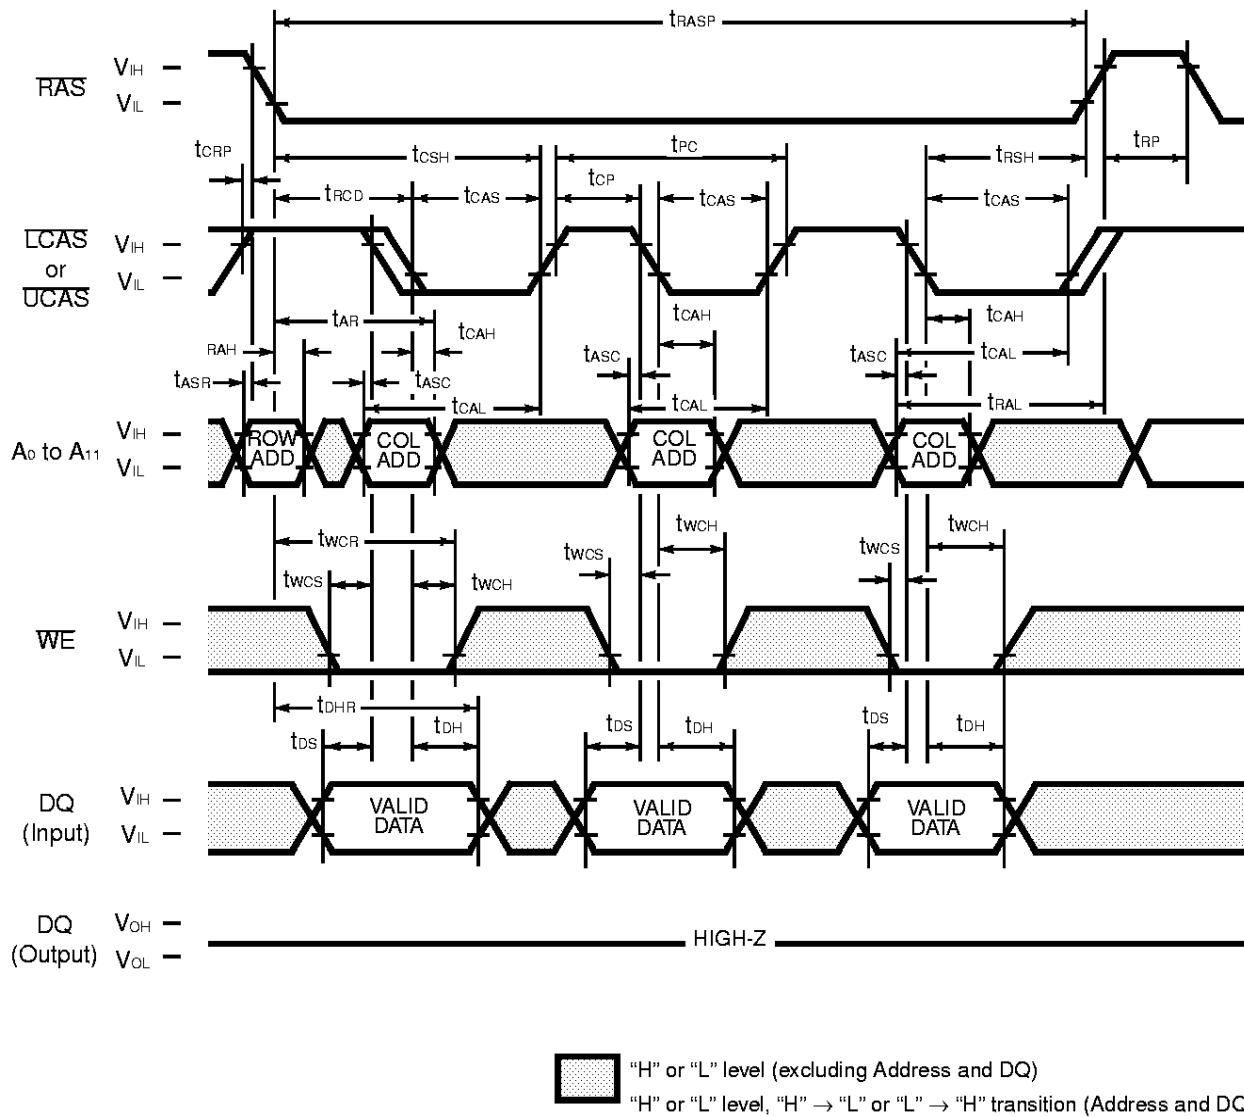 tRASP
RAS VIH
VIL
tCRP tCSH tPC tRSH tRP
tRCD tCAS tCP tCAS tCAS
LCAS
or
UCAS
VIH
VIL
tAR tCAH tCAH tCAH
RAH tASC tCAL
tASR tASC
tCAL tCAL tRAL
A0 to A11 VIH
VIL
ROW
ADD
COL
ADD
COL
ADD
COL
ADD
tWCR tWCH tWCH
tWCS tWCH tWCS tWCS
WE VIH
VIL
tDHR
tDS tDH tDS tDH tDS tDH
DQ
(Input)
VIH
VIL
VALID
DATA
VALID
DATA
VALID
DATA
DQ
(Output)
VOH
VOL
HIGH-Z
“H” or “L” level (excluding Address and DQ)
“H” or “L” level, “H” → “L” or “L” → “H” transition (Address and DQ